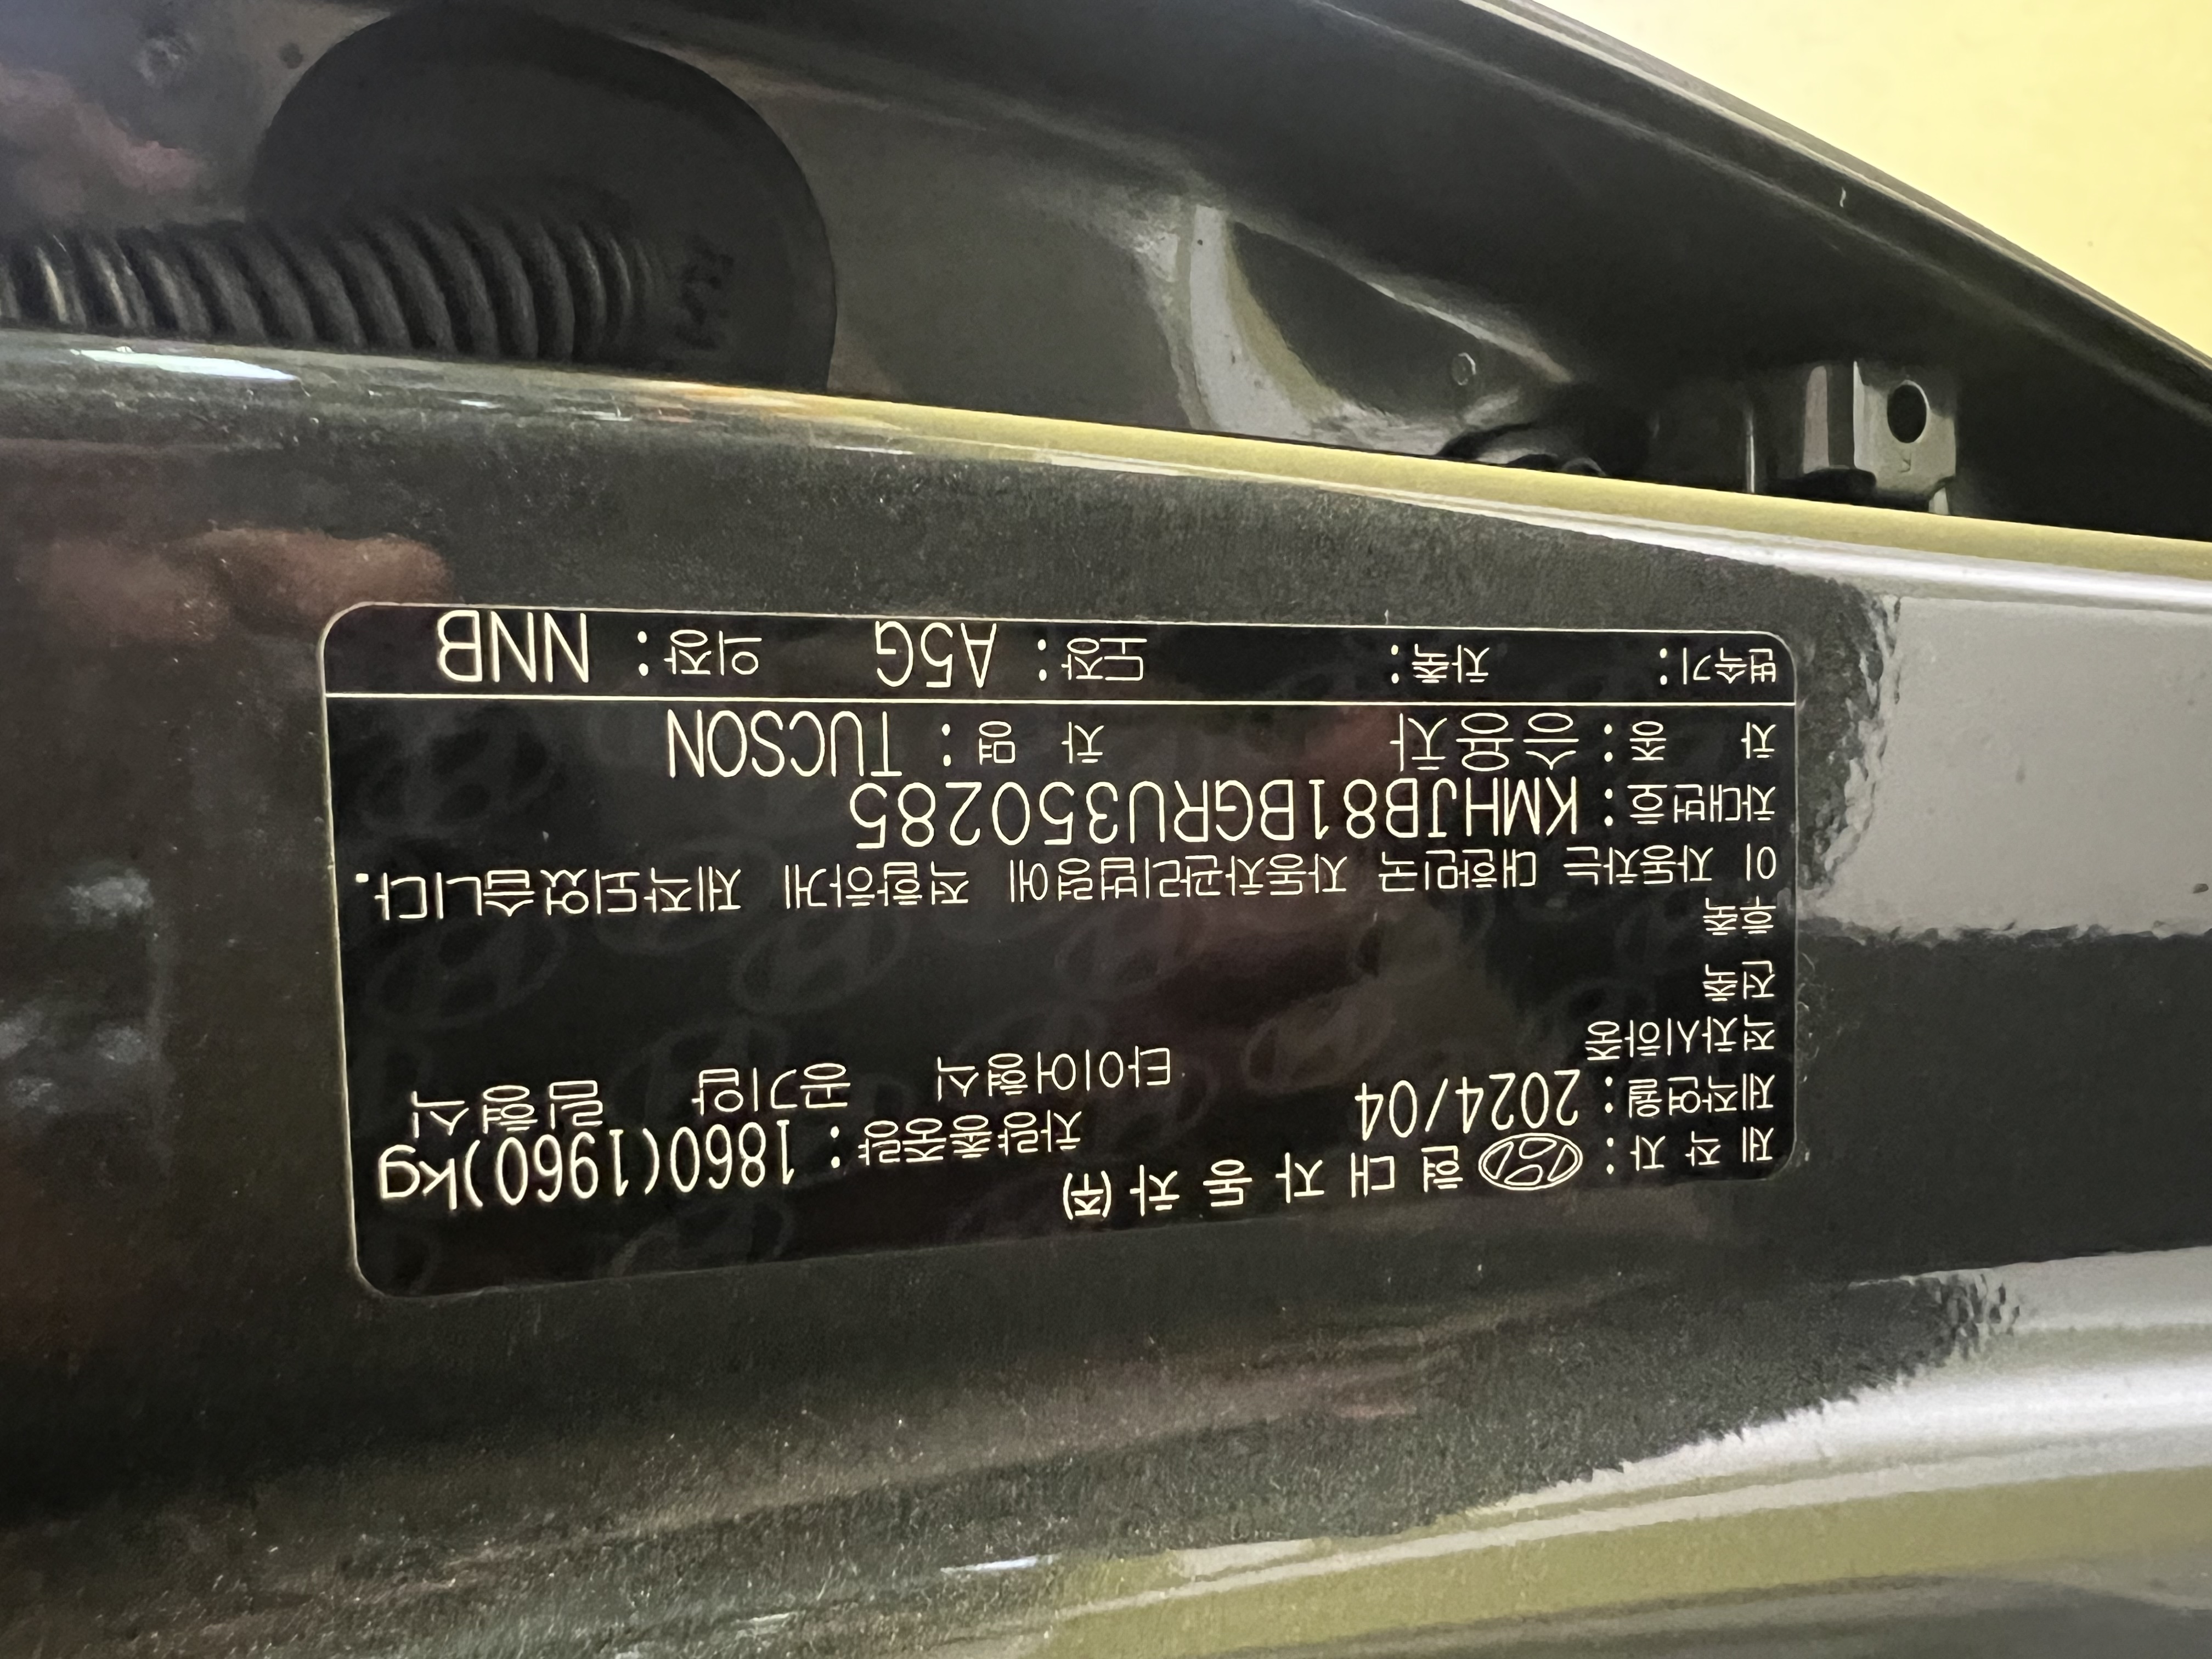 제 작 자 : 현 대 자 동 차 (주)
차량총중량 : 1860(1960)kg
제작연월 : 2024/04
타이어형식 공기압 림형식
적차시하중
전축
후축
이 자동차는 대한민국 자동차관리법령에 적합하게 제작되었습니다.
차대번호 : KMHJB81BGRU350285
차 종 : 승용차 차 명 : TUCSON
변속기 : 차축 : 도장 : A5G 의장 : NNB